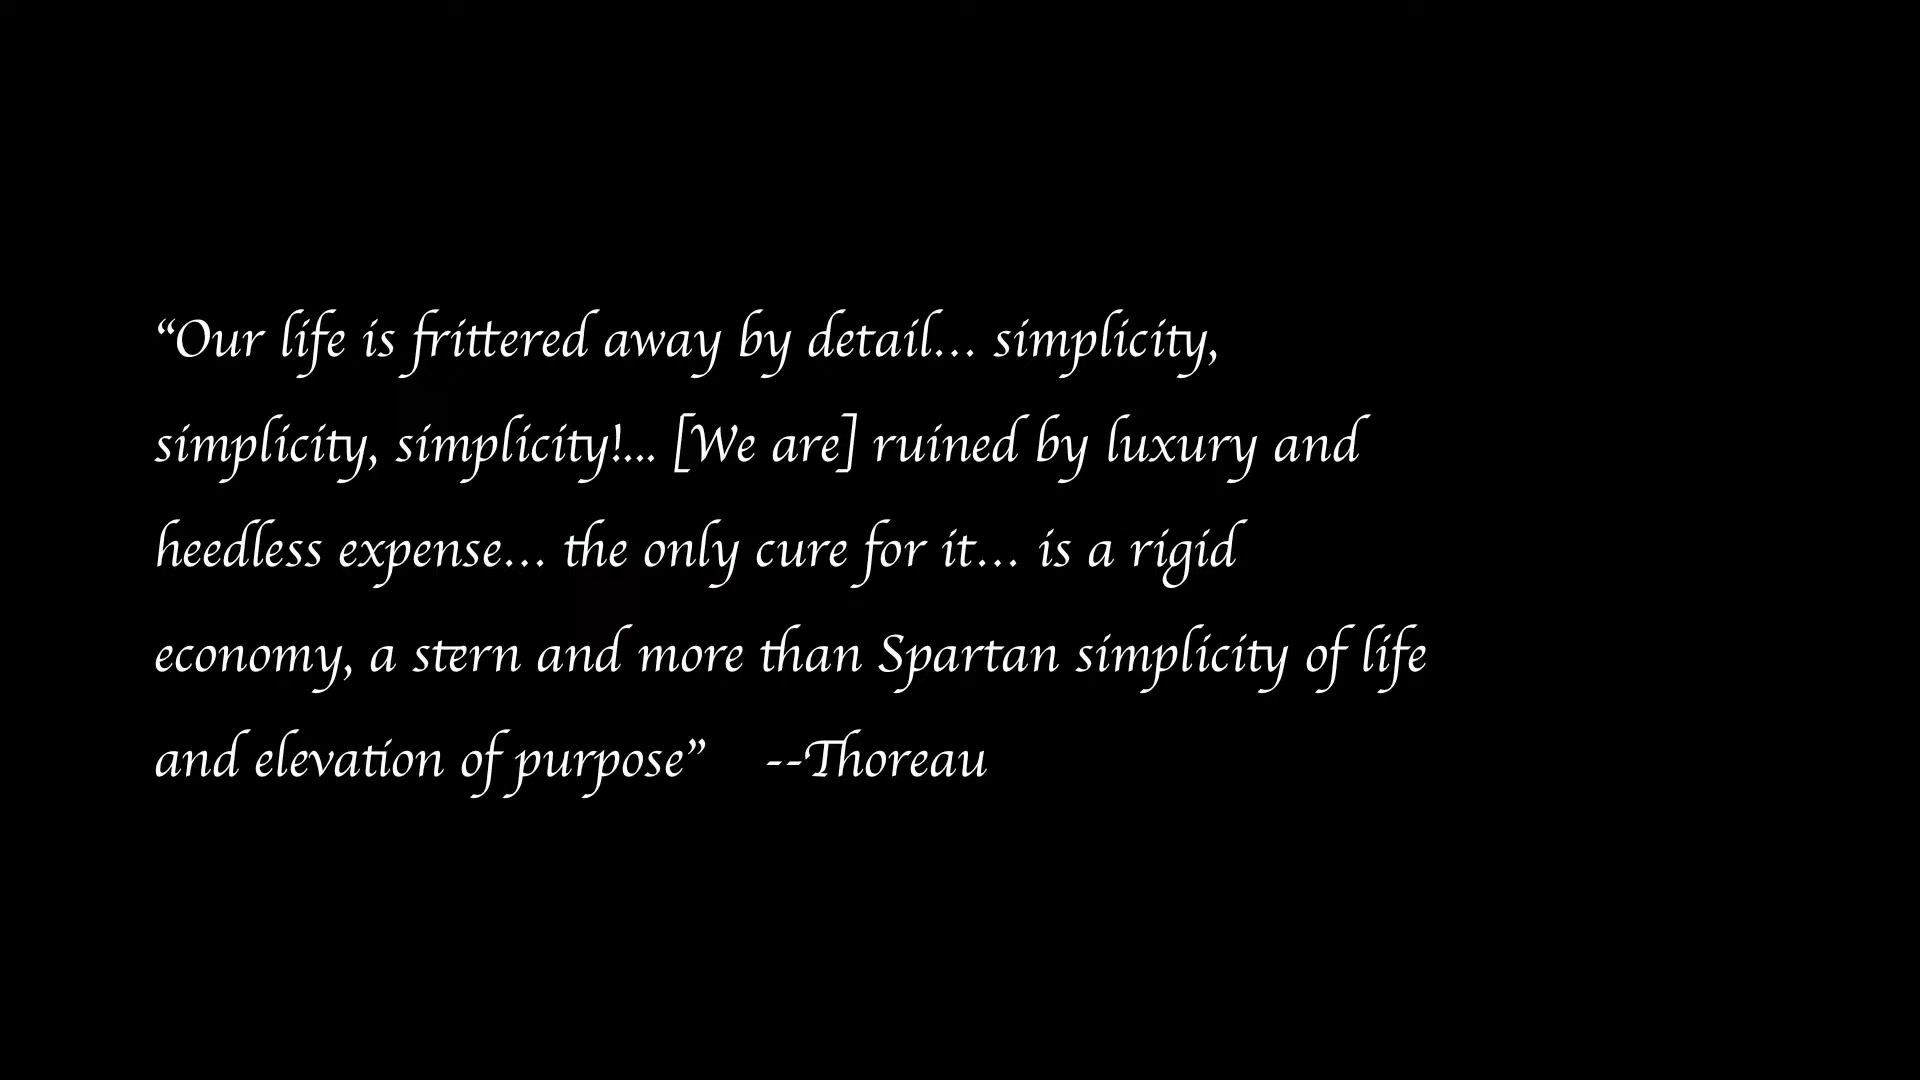 “Our life is frittered away by detail… simplicity,
simplicity, simplicity!... [We are] ruined by luxury and
heedless expense… the only cure for it… is a rigid
economy, a stern and more than Spartan simplicity of life
and elevation of purpose” --Thoreau